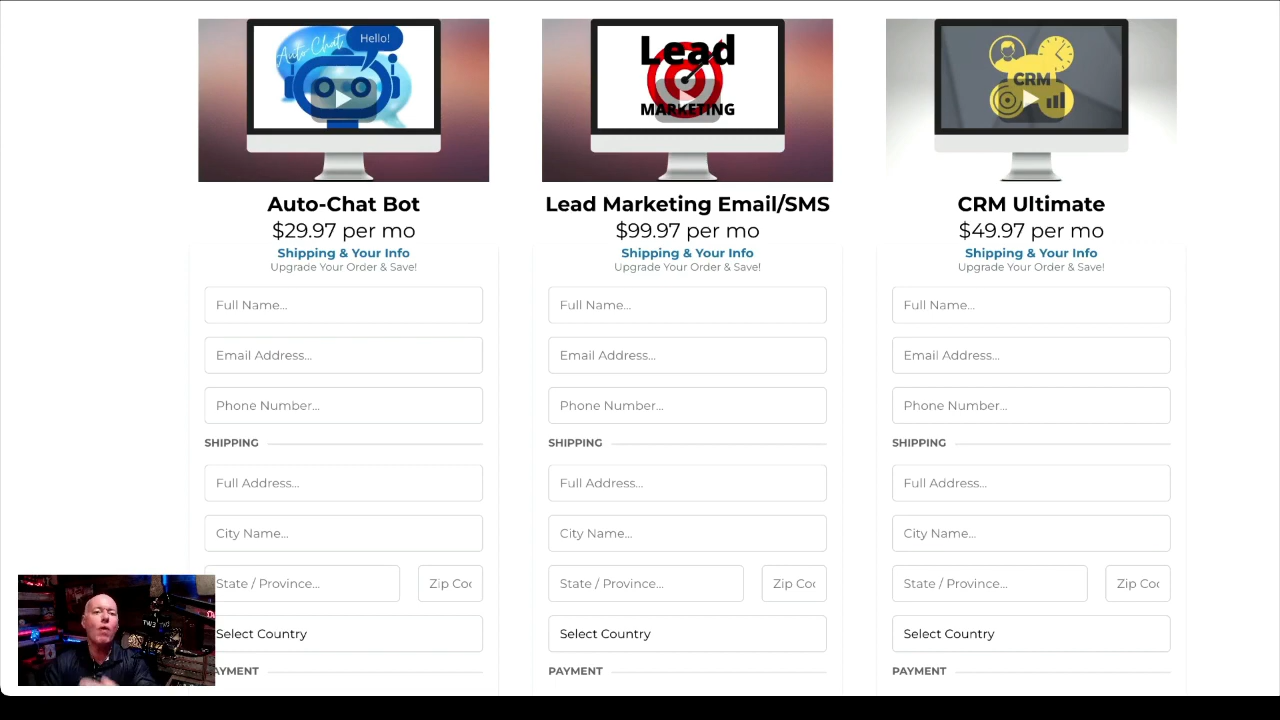 Auto-Chat
Hello!
Lead
MARKETING
CRM
Auto-Chat Bot
$29.97 per mo
Shipping & Your Info
Upgrade Your Order & Save!
Full Name...
Email Address...
Phone Number...
SHIPPING
Full Address...
City Name...
State / Province...
Zip Coc
Select Country
PAYMENT
Lead Marketing Email/SMS
$99.97 per mo
Shipping & Your Info
Upgrade Your Order & Save!
Full Name...
Email Address...
Phone Number...
SHIPPING
Full Address...
City Name...
State / Province...
Zip Coc
Select Country
PAYMENT
CRM Ultimate
$49.97 per mo
Shipping & Your Info
Upgrade Your Order & Save!
Full Name...
Email Address...
Phone Number...
SHIPPING
Full Address...
City Name...
State / Province...
Zip Coc
Select Country
PAYMENT